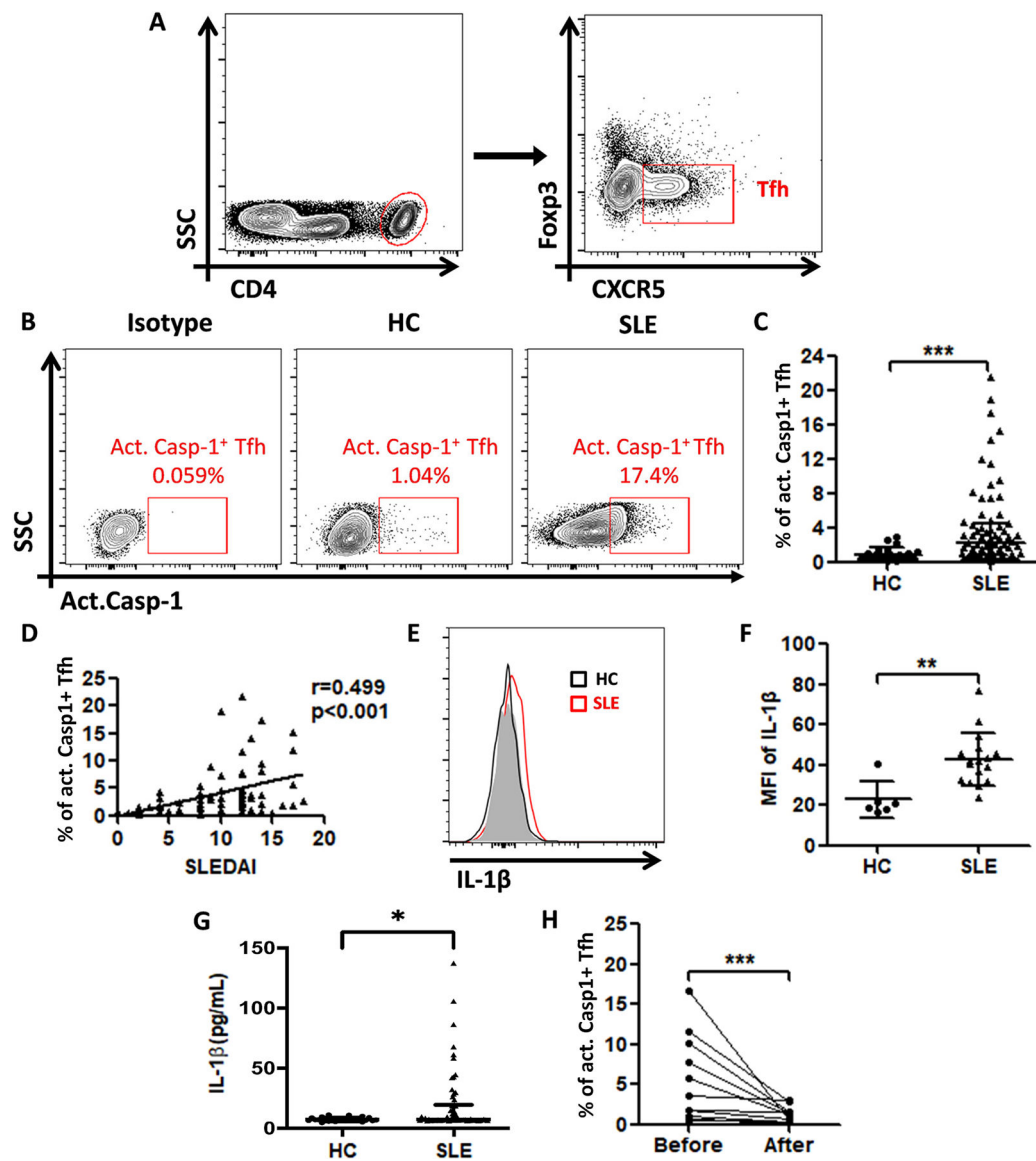 A
SSC
CD4
Foxp3
CXCR5
Tfh
B
Isotype
HC
SLE
SSC
Act. Casp-1⁺ Tfh
0.059%
Act. Casp-1⁺ Tfh
1.04%
Act. Casp-1⁺ Tfh
17.4%
Act.Casp-1
C
% of act. Casp1+ Tfh
24
20
16
12
8
4
0
***
HC
SLE
D
% of act. Casp1+ Tfh
25
20
15
10
5
0
r=0.499
p<0.001
0
5
10
15
20
SLEDAI
E
HC
SLE
IL-1β
F
MFI of IL-1β
100
80
60
40
20
0
**
HC
SLE
G
IL-1β(pg/mL)
150
100
50
0
*
HC
SLE
H
% of act. Casp1+ Tfh
25
20
15
10
5
0
***
Before
After